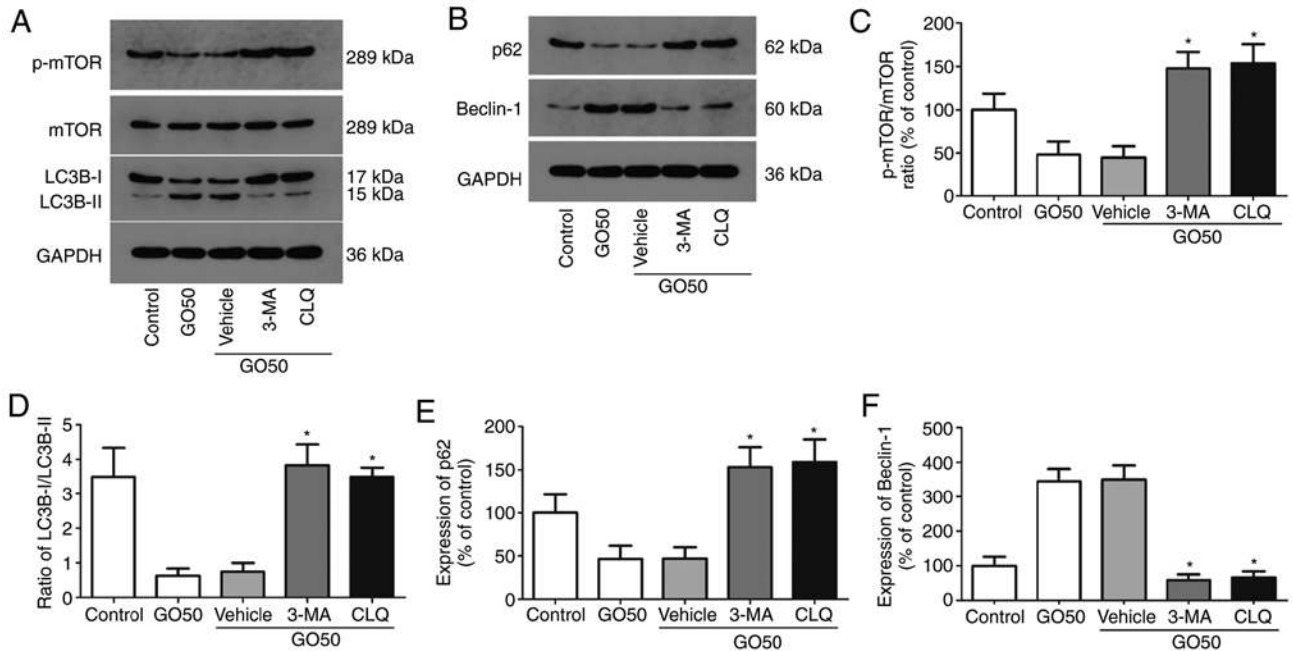 A
p-mTOR
289 kDa
mTOR
289 kDa
LC3B-I
17 kDa
LC3B-II
15 kDa
GAPDH
36 kDa
Control
GO50
Vehicle
3-MA
CLQ
GO50
B
p62
62 kDa
Beclin-1
60 kDa
GAPDH
36 kDa
Control
GO50
Vehicle
3-MA
CLQ
GO50
C
p-mTOR/mTOR
ratio (% of control)
200
150
100
50
0
*
*
Control
GO50
Vehicle
3-MA
CLQ
GO50
D
Ratio of LC3B-I/LC3B-II
5
4
3
2
1
0
*
*
Control
GO50
Vehicle
3-MA
CLQ
GO50
E
Expression of p62
(% of control)
200
150
100
50
0
*
*
Control
GO50
Vehicle
3-MA
CLQ
GO50
F
Expression of Beclin-1
(% of control)
500
400
300
200
100
0
*
*
Control
GO50
Vehicle
3-MA
CLQ
GO50